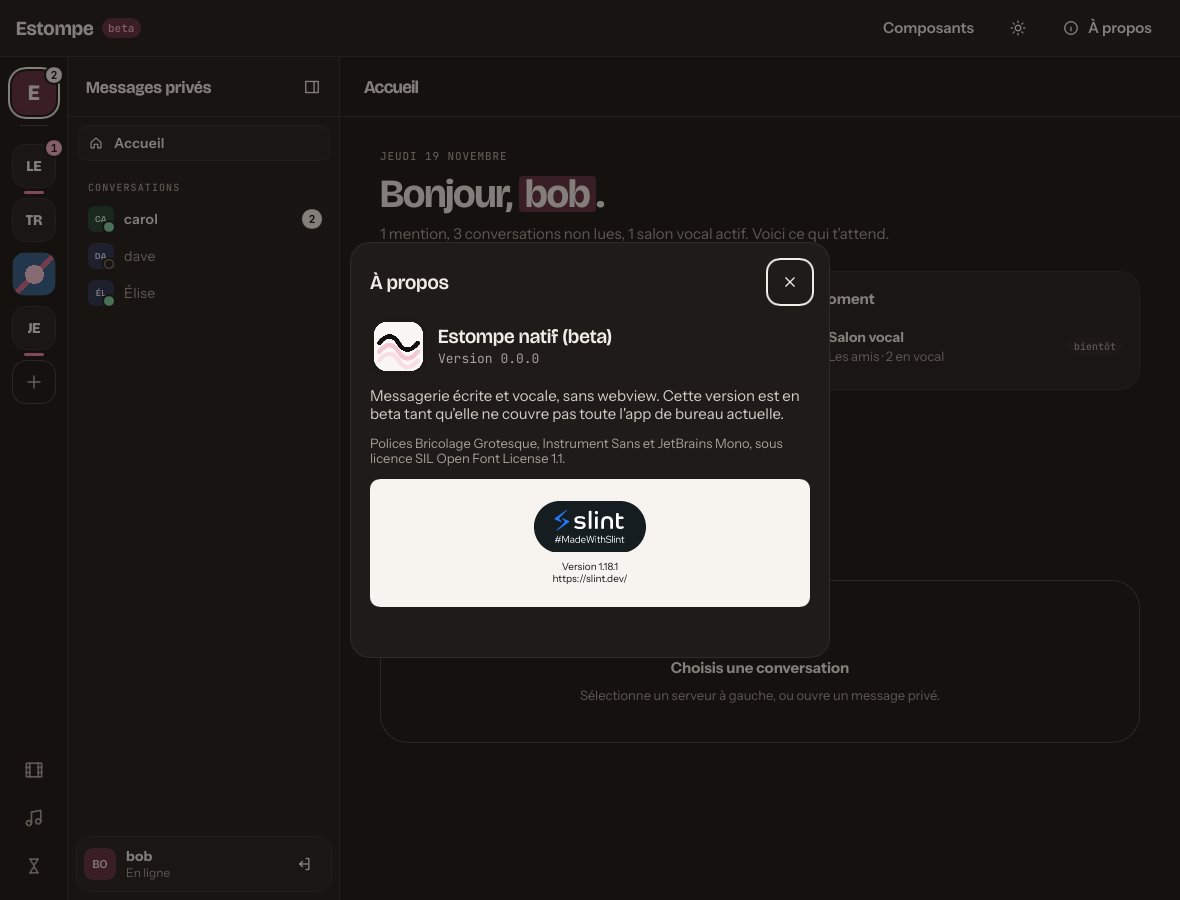 Estompe beta
Composants
À propos
E
2
Messages privés
Accueil
LE
1
TR
JE
Accueil
CONVERSATIONS
CA
carol
2
DA
dave
ÉL
Élise
JEUDI 19 NOVEMBRE
Bonjour, bob.
1 mention, 3 conversations non lues, 1 salon vocal actif. Voici ce qui t'attend.
oment
Salon vocal
Les amis · 2 en vocal
bientôt
À propos
Estompe natif (beta)
Version 0.0.0
Messagerie écrite et vocale, sans webview. Cette version est en
beta tant qu'elle ne couvre pas toute l'app de bureau actuelle.
Polices Bricolage Grotesque, Instrument Sans et JetBrains Mono, sous
licence SIL Open Font License 1.1.
slint
#MadeWithSlint
Version 1.18.1
https://slint.dev/
Choisis une conversation
Sélectionne un serveur à gauche, ou ouvre un message privé.
BO
bob
En ligne